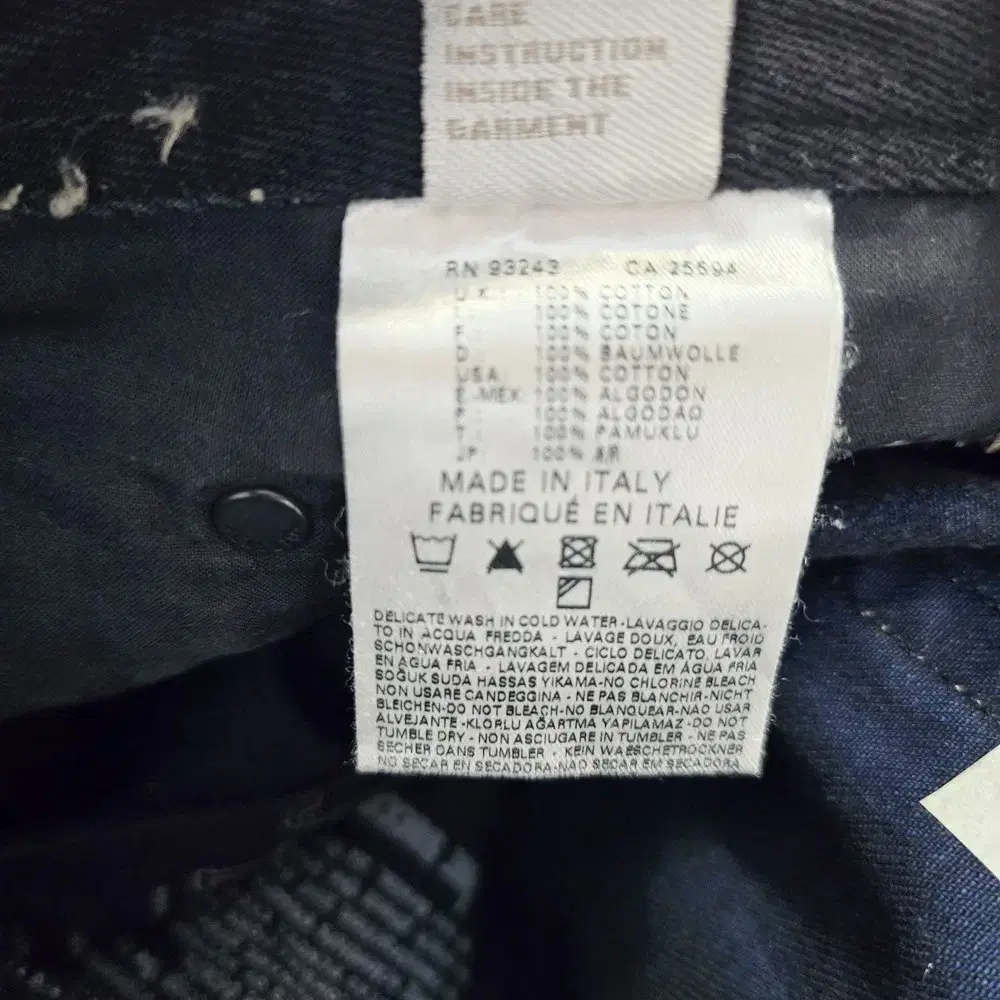 CARE
INSTRUCTION
INSIDE THE
GARMENT
RN 93243 CA 25594
U.K.: 100% COTTON
100% COTONE
F.: 100% COTON
D.: 100% BAUMWOLLE
USA: 100% COTTON
E-MEX: 100% ALGODON
P.: 100% ALGODÃO
T.: 100% PAMUKLU
JP: 100% 綿
MADE IN ITALY
FABRIQUÉ EN ITALIE
DELICATE WASH IN COLD WATER-LAVAGGIO DELICA-
TO IN ACQUA FREDDA - LAVAGE DOUX, EAU FROID
SCHONWASCHGANGKALT - CICLO DELICATO, LAVAR
EN AGUA FRIA - LAVAGEM DELICADA EM ÁGUA FRIA
SOĞUK SUDA HASSAS YIKAMA-NO CHLORINE BLEACH
NON USARE CANDEGGINA - NE PAS BLANCHIR-NICHT
BLEICHEN-DO NOT BLEACH-NO BLANQUEAR-NÃO USAR
ALVEJANTE-KLORLU AĞARTMA YAPILAMAZ-DO NOT
TUMBLE DRY - NON ASCIUGARE IN TUMBLER - NE PAS
SÉCHER DANS TUMBLER - KEIN WAESCHETROCKNER
NO SECAR EN SECADORA-NÃO SECAR EM SECADORA